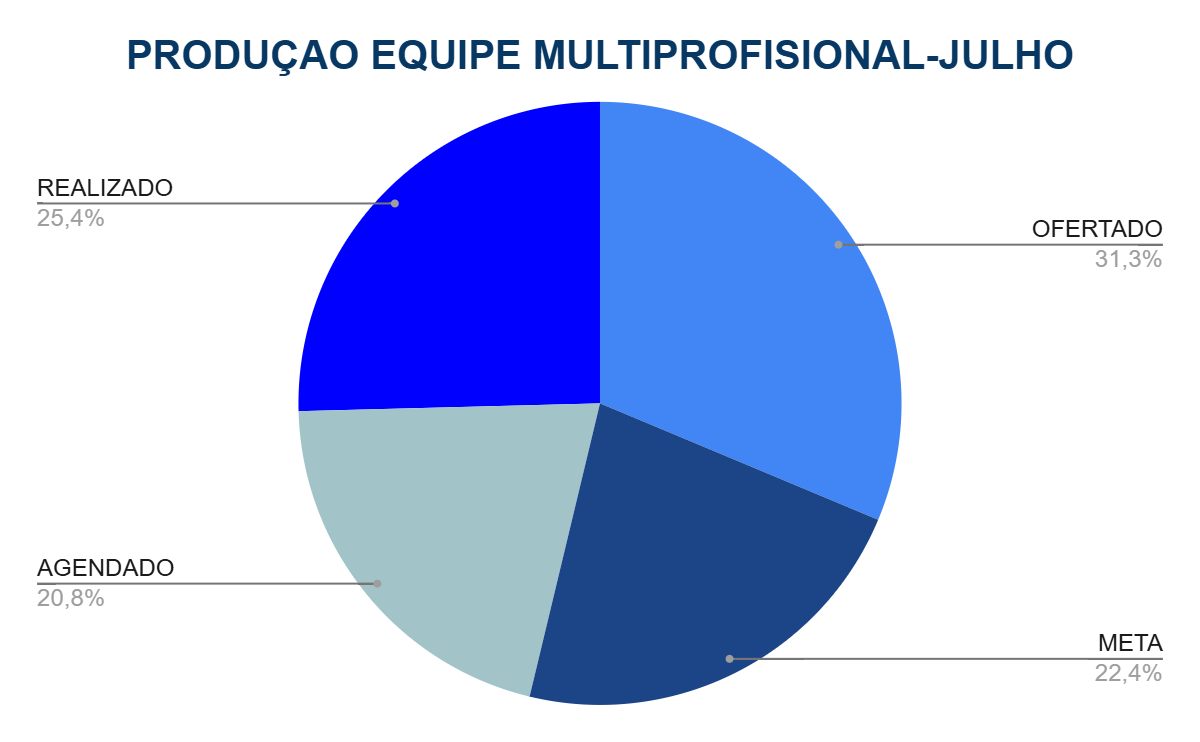 PRODUÇAO EQUIPE MULTIPROFISIONAL-JULHO
REALIZADO
25,4%
OFERTADO
31,3%
AGENDADO
20,8%
META
22,4%